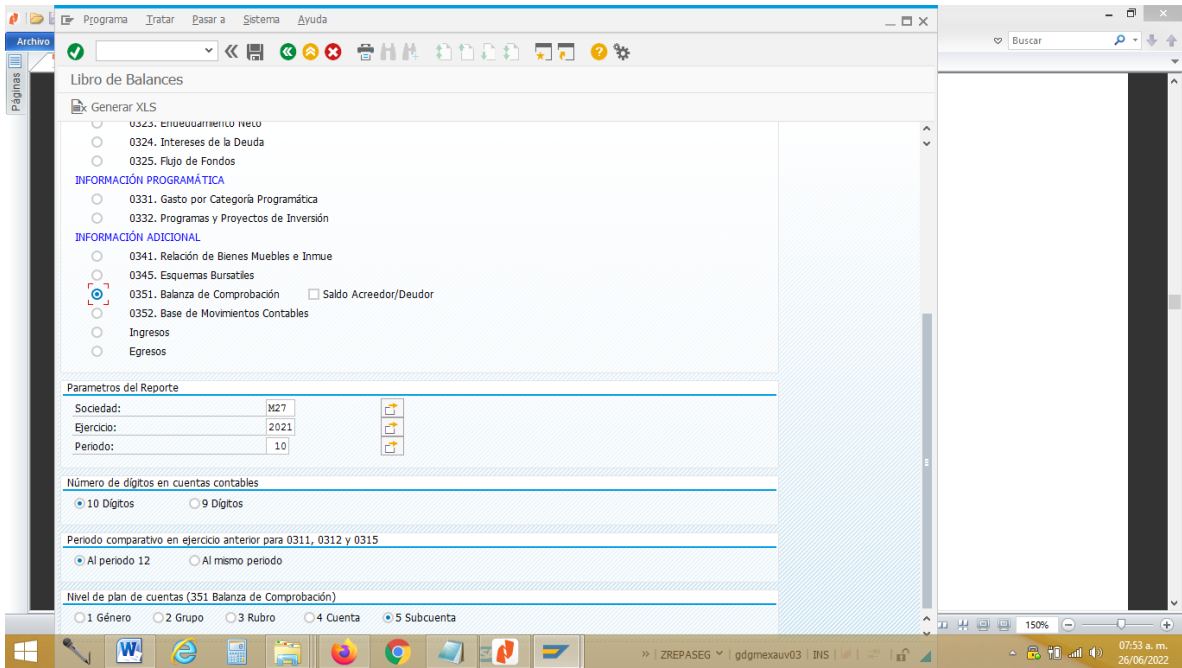 Programa Tratar Pasar a Sistema Ayuda
Archivo
Buscar
Libro de Balances
Páginas
Generar XLS
0323. Endeudamiento Neto
0324. Intereses de la Deuda
0325. Flujo de Fondos
INFORMACIÓN PROGRAMÁTICA
0331. Gasto por Categoría Programática
0332. Programas y Proyectos de Inversión
INFORMACIÓN ADICIONAL
0341. Relación de Bienes Muebles e Inmue
0345. Esquemas Bursatiles
0351. Balanza de Comprobación Saldo Acreedor/Deudor
0352. Base de Movimientos Contables
Ingresos
Egresos
Parametros del Reporte
Sociedad: M27
Ejercicio: 2021
Periodo: 10
Número de dígitos en cuentas contables
10 Dígitos 9 Dígitos
Periodo comparativo en ejercicio anterior para 0311, 0312 y 0315
Al periodo 12 Al mismo periodo
Nivel de plan de cuentas (351 Balanza de Comprobación)
1 Género 2 Grupo 3 Rubro 4 Cuenta 5 Subcuenta
150%
ZREPASEG gdgmexauv03 INS
07:53 a. m.
26/06/2022